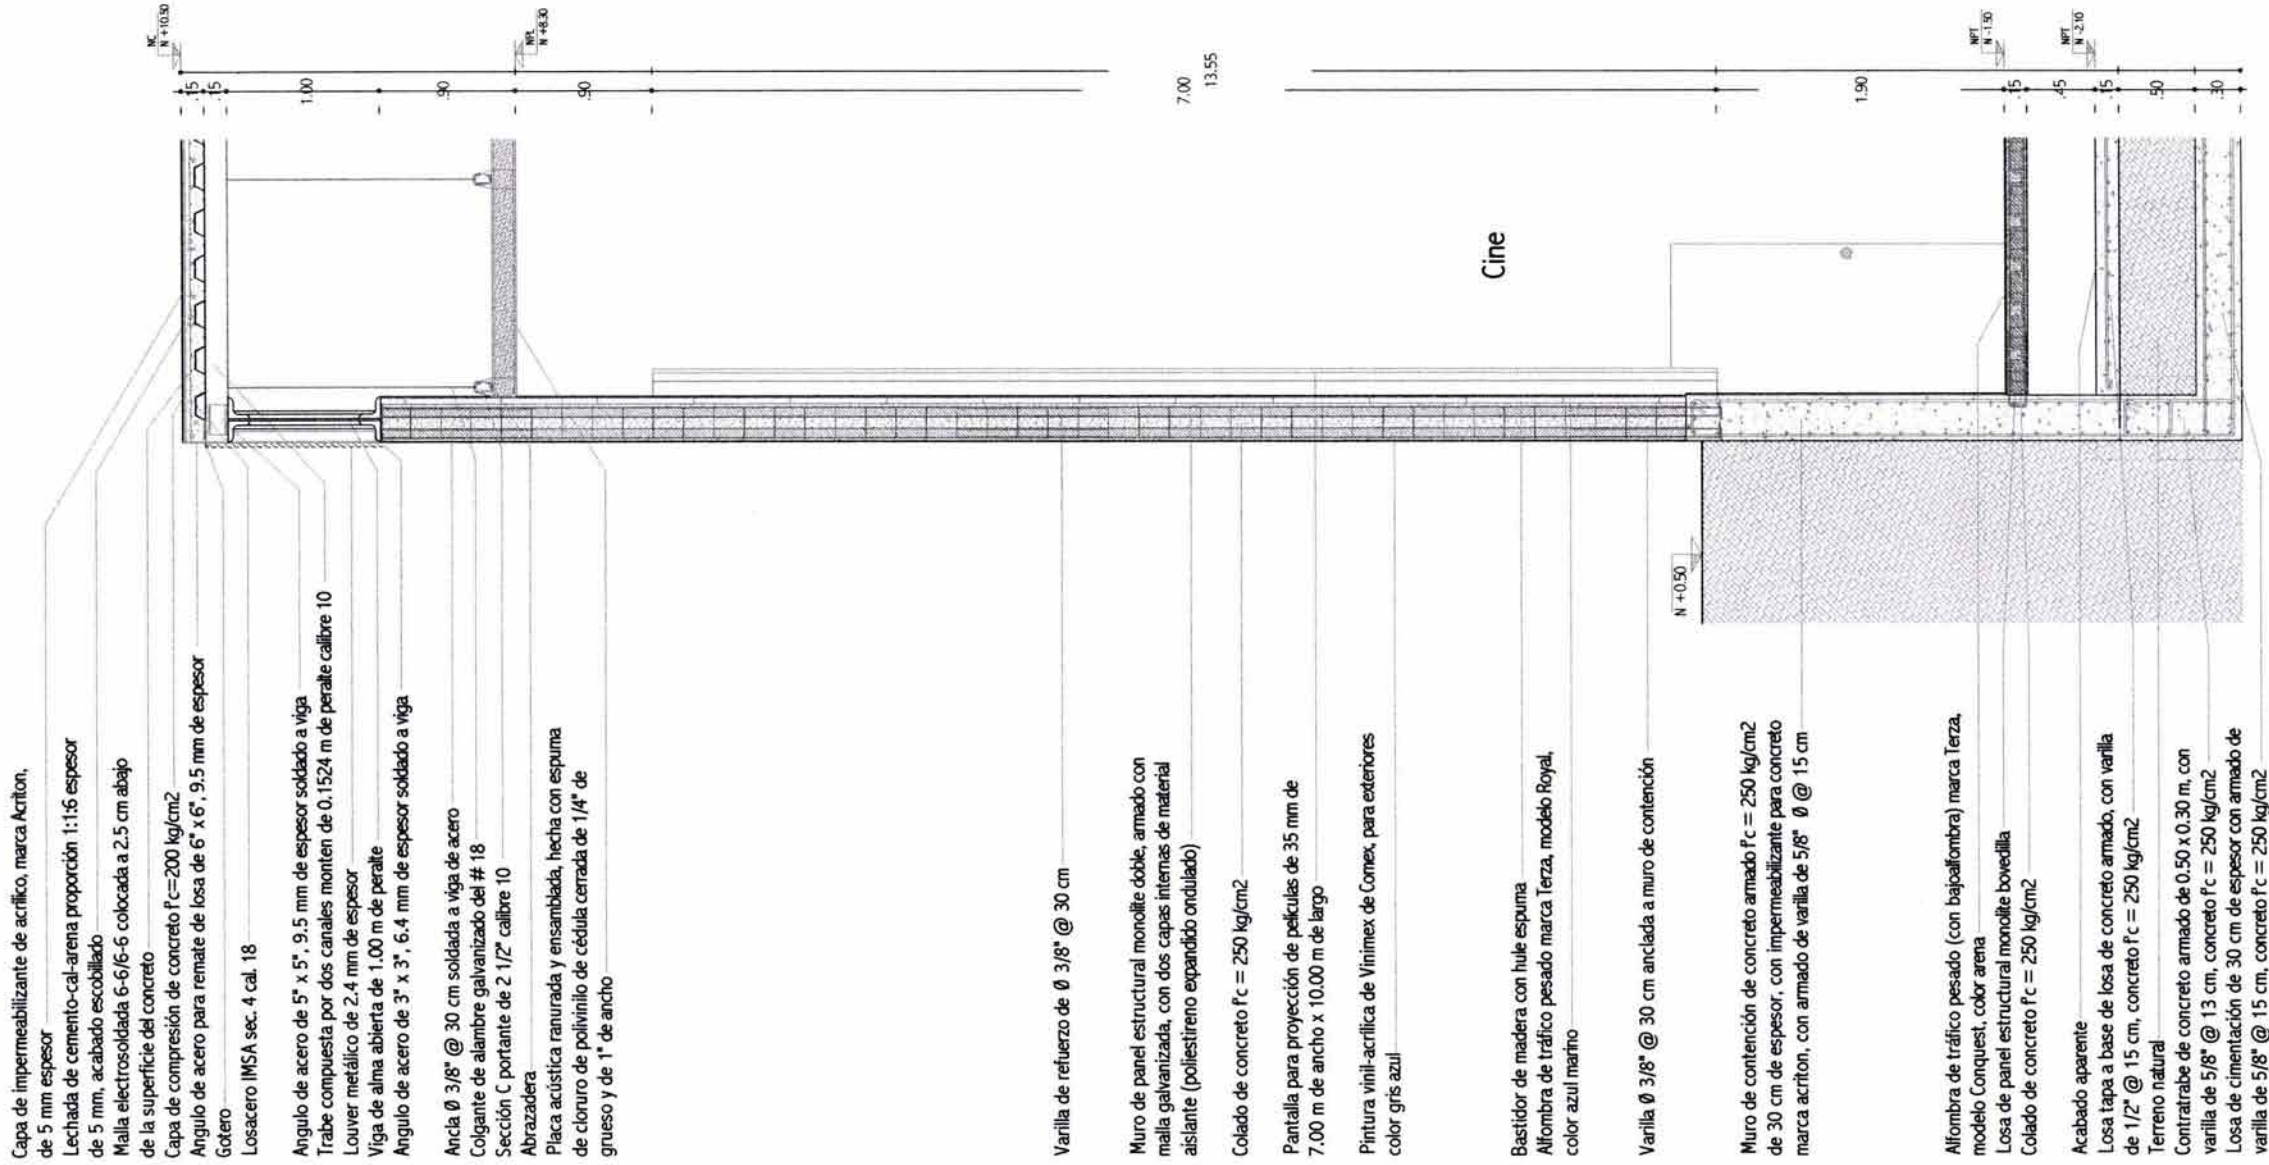 Capa de impermeabilizante de acrílico, marca Acriton,
de 5 mm espesor
Lechada de cemento-cal-arena proporción 1:1:6 espesor
de 5 mm, acabado escobillado
Malla electrosoldada 6-6/6-6 colocada a 2.5 cm abajo
de la superficie del concreto
Capa de compresión de concreto f'c=200 kg/cm2
Angulo de acero para remate de losa de 6" x 6", 9.5 mm de espesor
Gotero
Losacero IMSA sec. 4 cal. 18
Angulo de acero de 5" x 5", 9.5 mm de espesor soldado a viga
Trabe compuesta por dos canales monten de 0.1524 m de peralte calibre 10
Louver metálico de 2.4 mm de espesor
Viga de alma abierta de 1.00 m de peralte
Angulo de acero de 3" x 3", 6.4 mm de espesor soldado a viga
Ancla Ø 3/8" @ 30 cm soldada a viga de acero
Colgante de alambre galvanizado del # 18
Sección C portante de 2 1/2" calibre 10
Abrazadera
Placa acústica ranurada y ensamblada, hecha con espuma
de cloruro de polivinilo de cédula cerrada de 1/4" de
grueso y de 1" de ancho
Varilla de refuerzo de Ø 3/8" @ 30 cm
Muro de panel estructural monolite doble, armado con
malla galvanizada, con dos capas internas de material
aislante (poliestireno expandido ondulado)
Colado de concreto f'c = 250 kg/cm2
Pantalla para proyección de películas de 35 mm de
7.00 m de ancho x 10.00 m de largo
Pintura vinil-acrílica de Vinimex de Comex, para exteriores
color gris azul
Bastidor de madera con hule espuma
Alfombra de tráfico pesado marca Terza, modelo Royal,
color azul marino
Varilla Ø 3/8" @ 30 cm anclada a muro de contención
Muro de contención de concreto armado f'c = 250 kg/cm2
de 30 cm de espesor, con impermeabilizante para concreto
marca acriton, con armado de varilla de 5/8" Ø @ 15 cm
Alfombra de tráfico pesado (con bajoalfombra) marca Terza,
modelo Conquest, color arena
Losa de panel estructural monolite bovedilla
Colado de concreto f'c = 250 kg/cm2
Acabado aparente
Losa tapa a base de losa de concreto armado, con varilla
de 1/2" @ 15 cm, concreto f'c = 250 kg/cm2
Terreno natural
Contratrabe de concreto armado de 0.50 x 0.30 m, con
varilla de 5/8" @ 13 cm, concreto f'c = 250 kg/cm2
Losa de cimentación de 30 cm de espesor con armado de
varilla de 5/8" @ 15 cm, concreto f'c = 250 kg/cm2
N +0.50
Cine
.15
.15
1.00
.90
.90
7.00
13.55
1.90
.15
.45
.15
.50
.30
NC
N +10.50
NPL
N +8.30
NPT
N -1.50
NPT
N -2.10